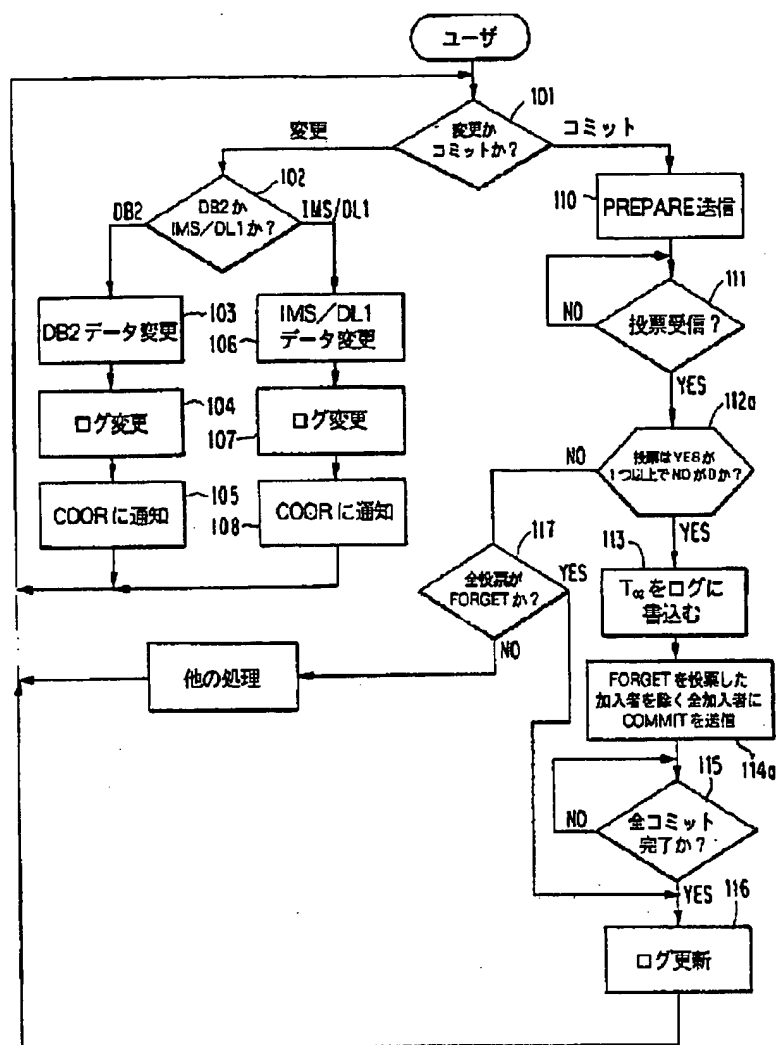 ユーザ
101
変更か
コミットか?
変更
コミット
102
DB2か
IMS/DL1か?
DB2
IMS/DL1
110
PREPARE送信
111
投票受信?
NO
YES
103
DB2データ変更
106
IMS/DL1
データ変更
104
ログ変更
107
ログ変更
105
COORに通知
108
COORに通知
112a
投票はYESが
1つ以上でNOが0か?
NO
YES
117
全投票が
FORGETか?
YES
NO
他の処理
113
Tαをログに
書込む
FORGETを投票した
加入者を除く全加入者に
COMMITを送信
114a
115
全コミット
完了か?
NO
YES
116
ログ更新